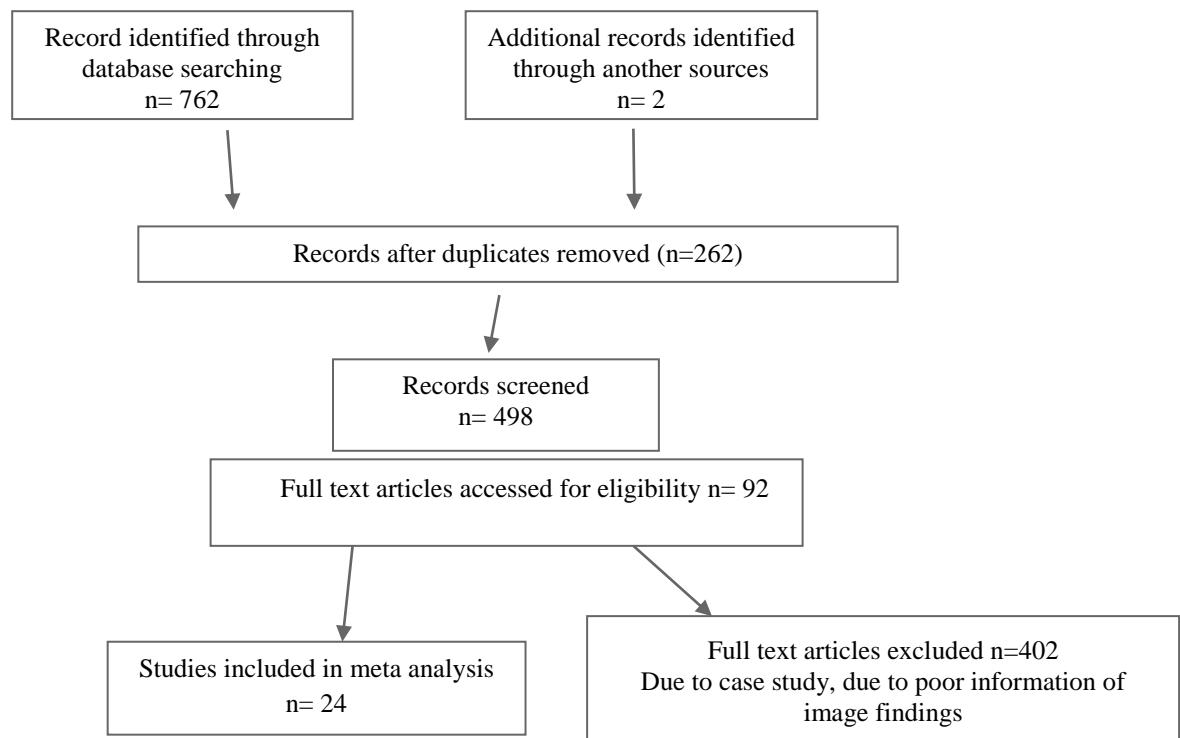 Record identified through
database searching
n= 762
Additional records identified
through another sources
n= 2
Records after duplicates removed (n=262)
Records screened
n= 498
Full text articles accessed for eligibility n= 92
Studies included in meta analysis
n= 24
Full text articles excluded n=402
Due to case study, due to poor information of
image findings